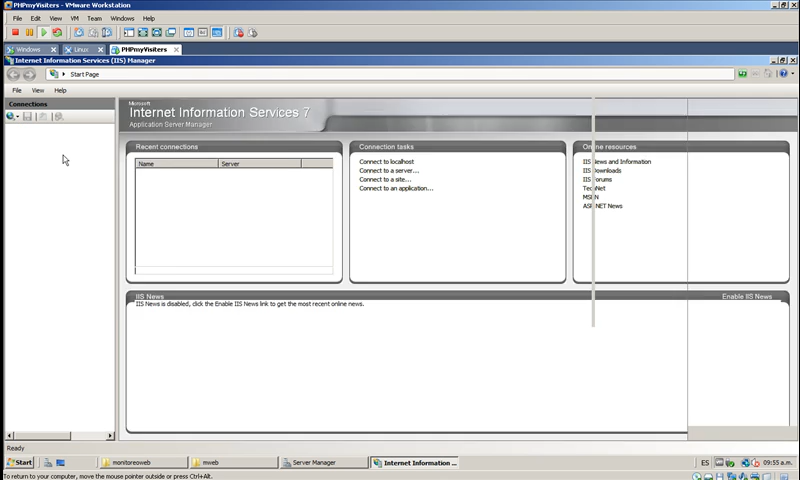 PHPmyVisiters - VMware Workstation
File Edit View VM Team Windows Help
Windows Linux PHPmyVisiters
Internet Information Services (IIS) Manager
Start Page
File View Help
Connections
Microsoft
Internet Information Services 7
Application Server Manager
Recent connections
Name Server
Connection tasks
Connect to localhost
Connect to a server...
Connect to a site...
Connect to an application...
Online resources
IIS News and Information
IIS Downloads
IIS Forums
TechNet
MSDN
ASP.NET News
IIS News
Enable IIS News
IIS News is disabled, click the Enable IIS News link to get the most recent online news.
Ready
Start monitoreoweb mweb Server Manager Internet Information ... ES 09:55 a.m.
To return to your computer, move the mouse pointer outside or press Ctrl+Alt.